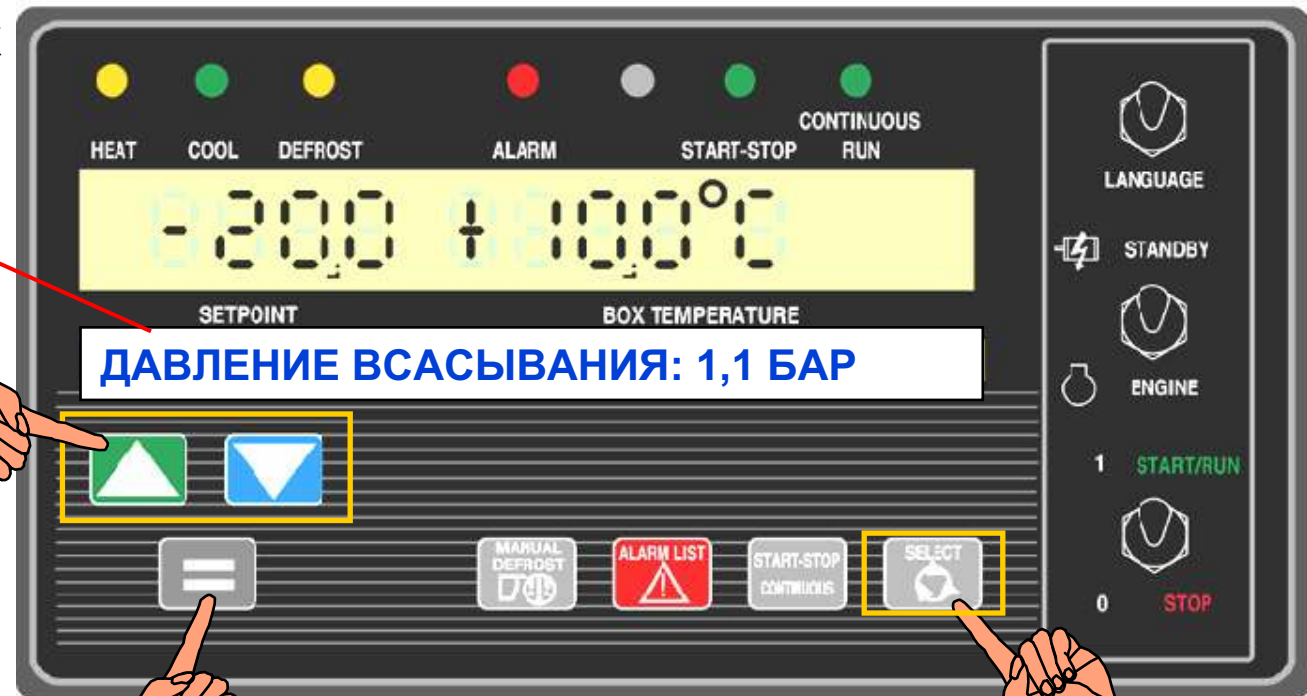 HEAT COOL DEFROST ALARM START-STOP CONTINUOUS RUN
-20.0 +10.0°C
SETPOINT BOX TEMPERATURE
ДАВЛЕНИЕ ВСАСЫВАНИЯ: 1,1 БАР
MANUAL DEFROST
ALARM LIST
START-STOP
CONTINUOUS
SELECT
LANGUAGE
STANDBY
ENGINE
1 START/RUN
0 STOP